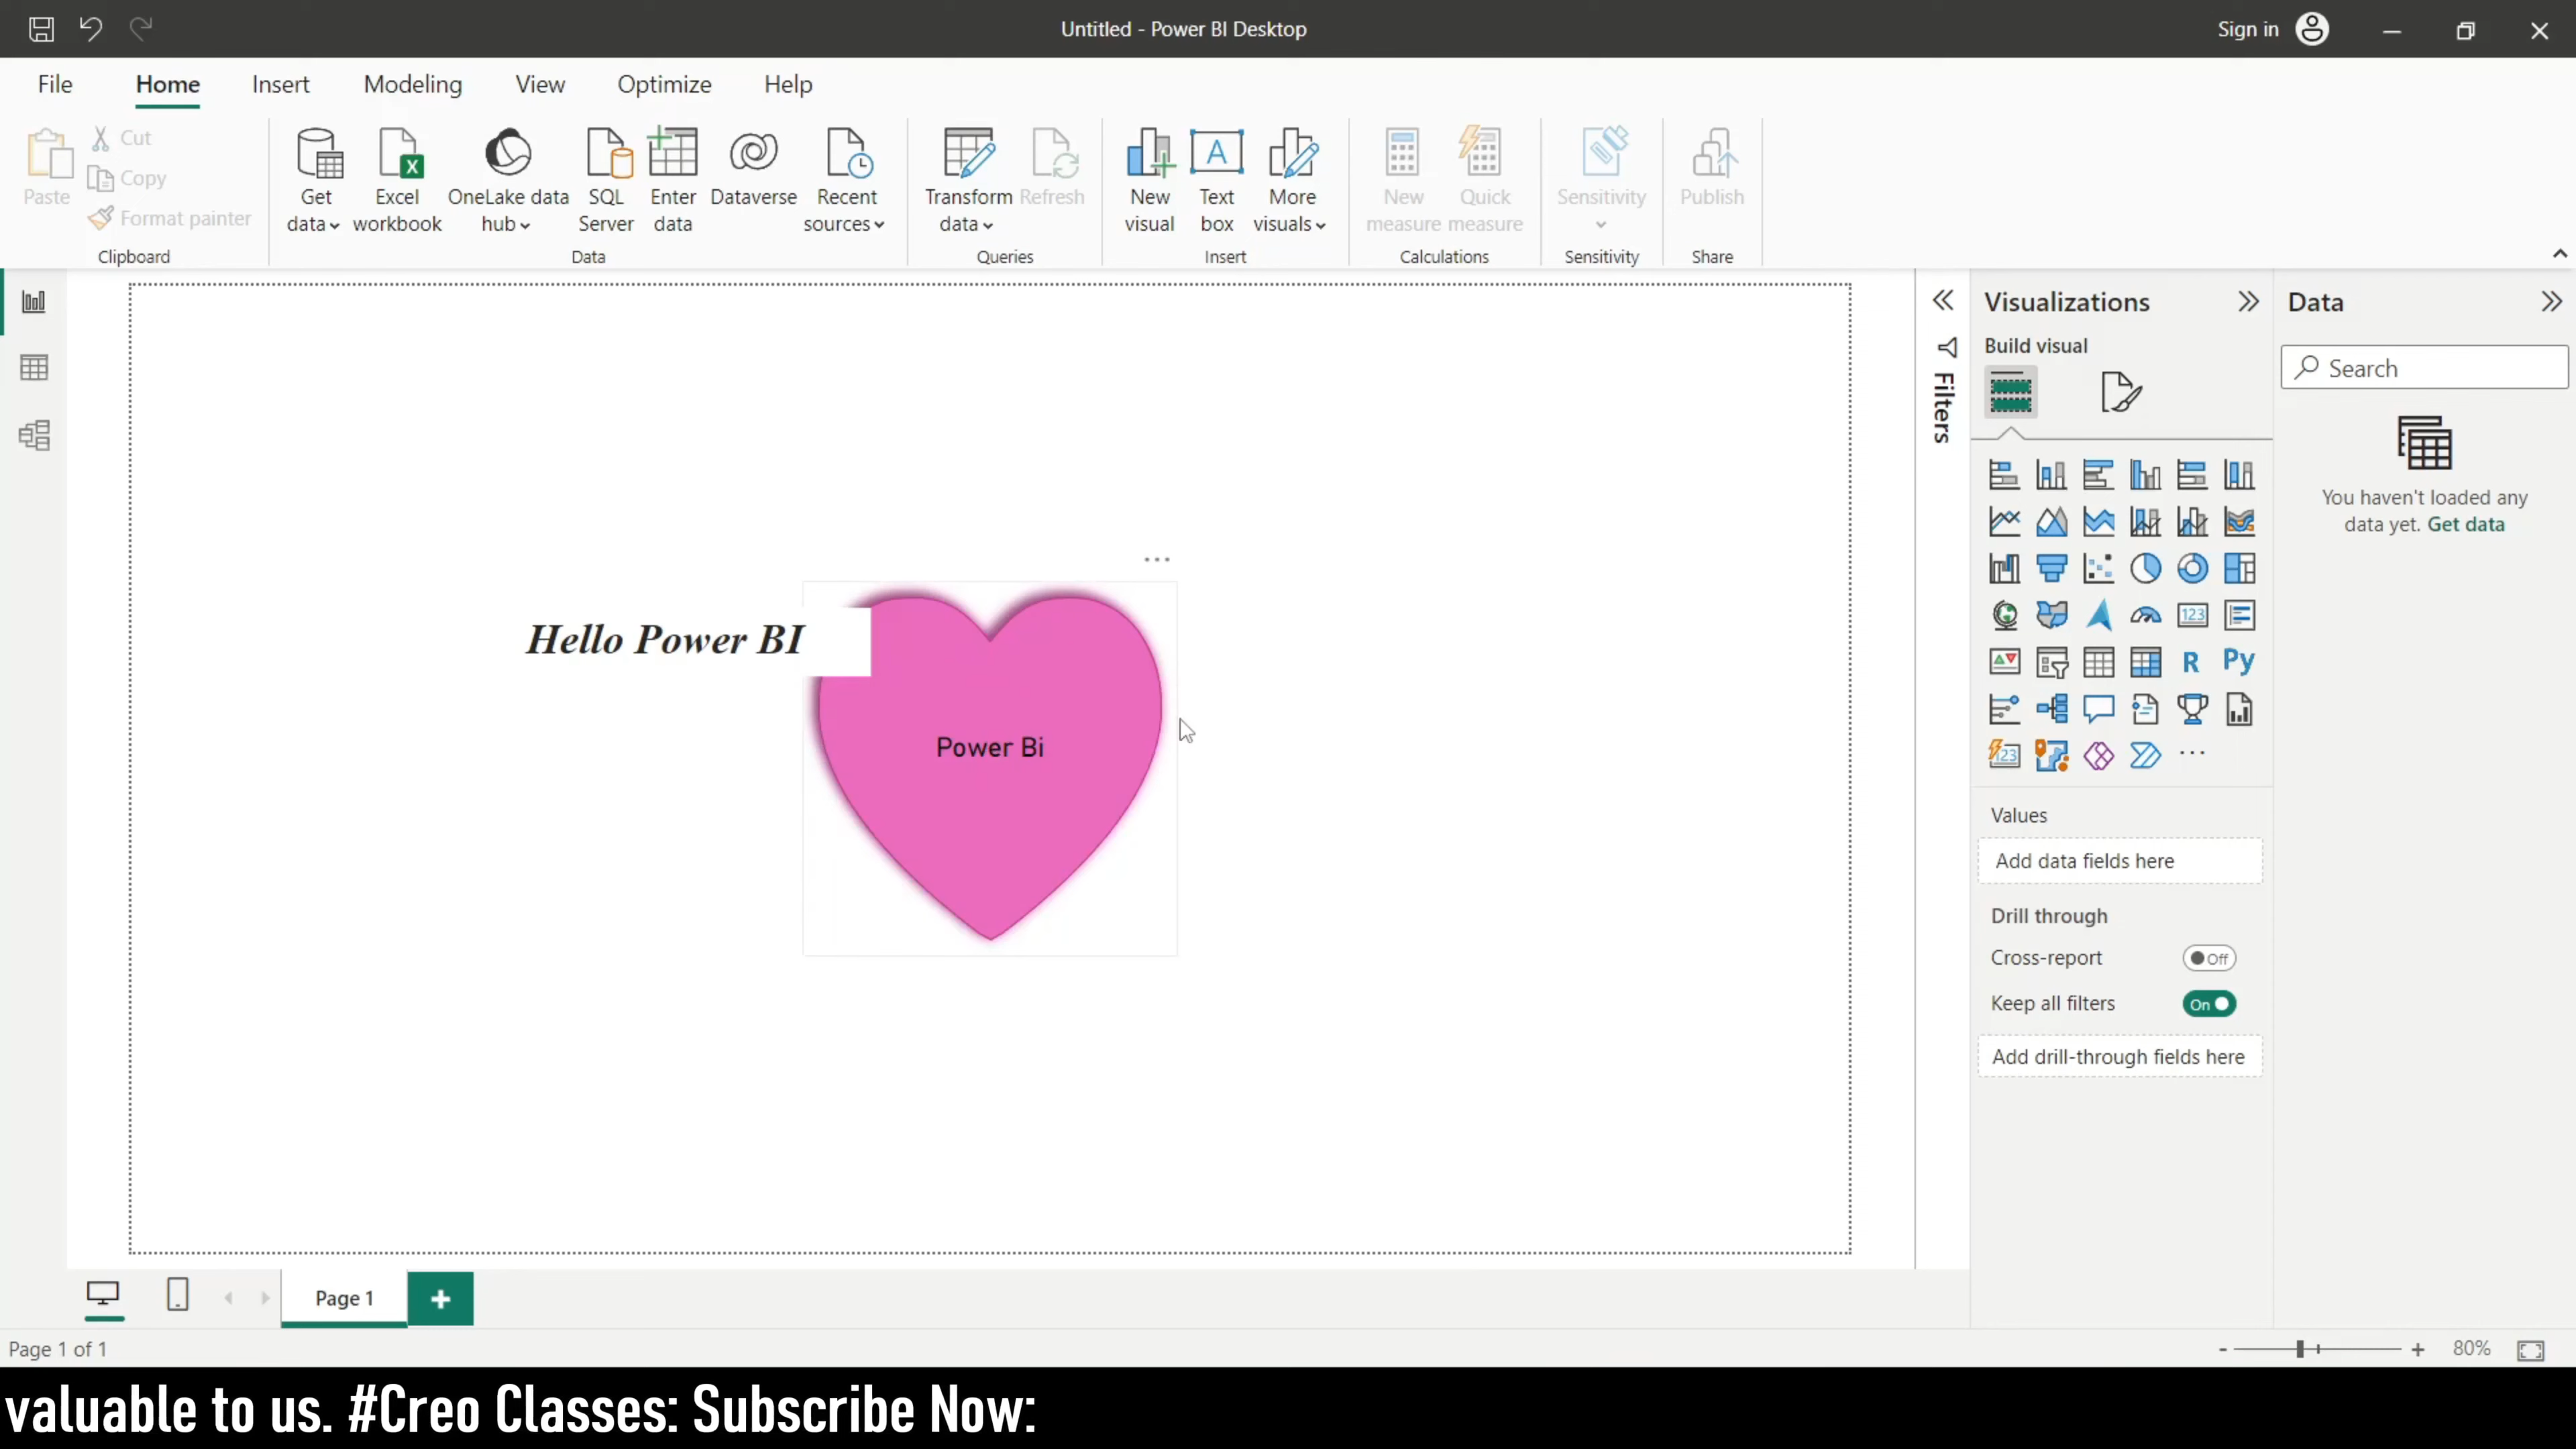 Untitled - Power BI Desktop
Sign in
File Home Insert Modeling View Optimize Help
Paste
Cut
Copy
Format painter
Clipboard
Get data
Excel workbook
OneLake data hub
SQL Server
Enter data
Dataverse
Recent sources
Data
Transform data
Refresh
Queries
New visual
Text box
More visuals
Insert
New measure
Quick measure
Calculations
Sensitivity
Sensitivity
Publish
Share
Hello Power BI
Power Bi
Filters
Visualizations
Build visual
123
R
Py
123
Values
Add data fields here
Drill through
Cross-report
Off
Keep all filters
On
Add drill-through fields here
Data
Search
You haven't loaded any
data yet. Get data
Page 1
Page 1 of 1
80%
valuable to us. #Creo Classes: Subscribe Now: